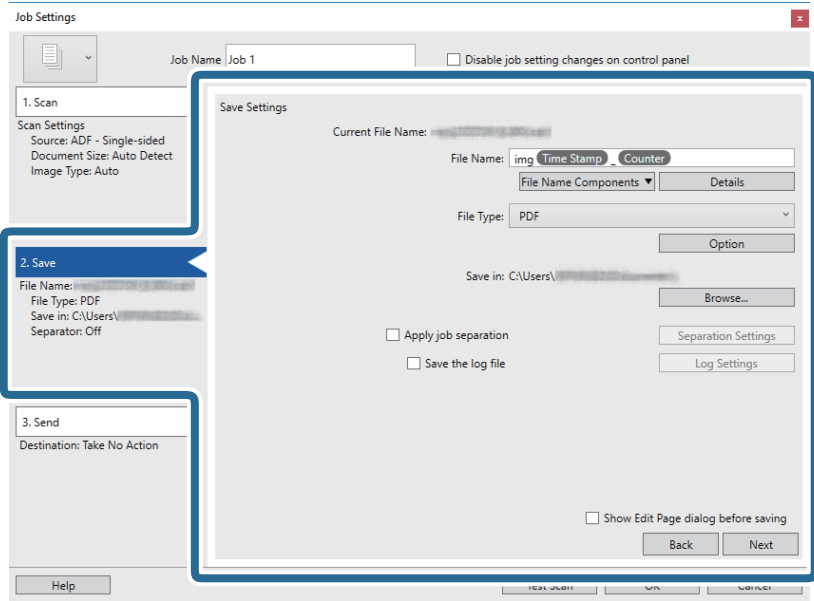 Job Settings
x
Job Name Job 1
Disable job setting changes on control panel
1. Scan
Scan Settings
Source: ADF - Single-sided
Document Size: Auto Detect
Image Type: Auto
2. Save
File Name:
File Type: PDF
Save in: C:\Users\
Separator: Off
3. Send
Destination: Take No Action
Save Settings
Current File Name:
File Name: img Time Stamp _ Counter
File Name Components ▼ Details
File Type: PDF
Option
Save in: C:\Users\
Browse...
Apply job separation Separation Settings
Save the log file Log Settings
Show Edit Page dialog before saving
Back Next
Help Test Scan OK Cancel